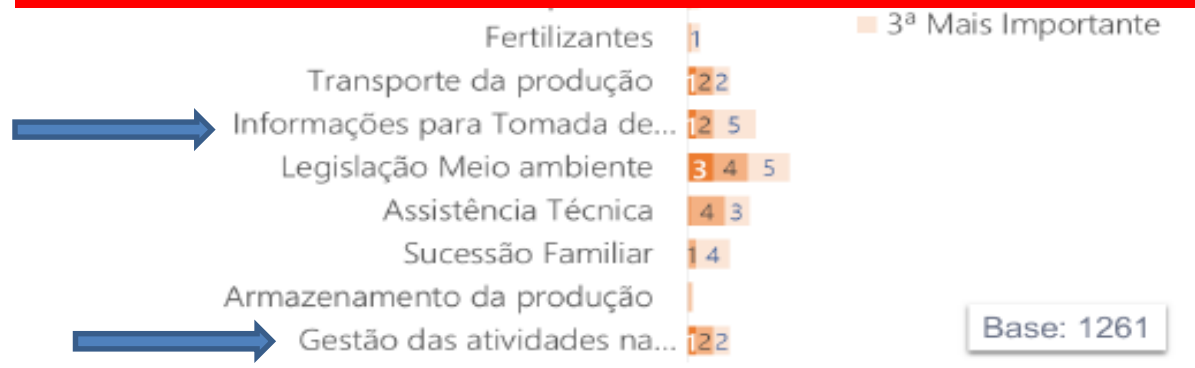 Fertilizantes 1
3ª Mais Importante
Transporte da produção 1 2 2
Informações para Tomada de... 1 2 5
Legislação Meio ambiente 3 4 5
Assistência Técnica 4 3
Sucessão Familiar 1 4
Armazenamento da produção
Gestão das atividades na... 1 2 2
Base: 1261